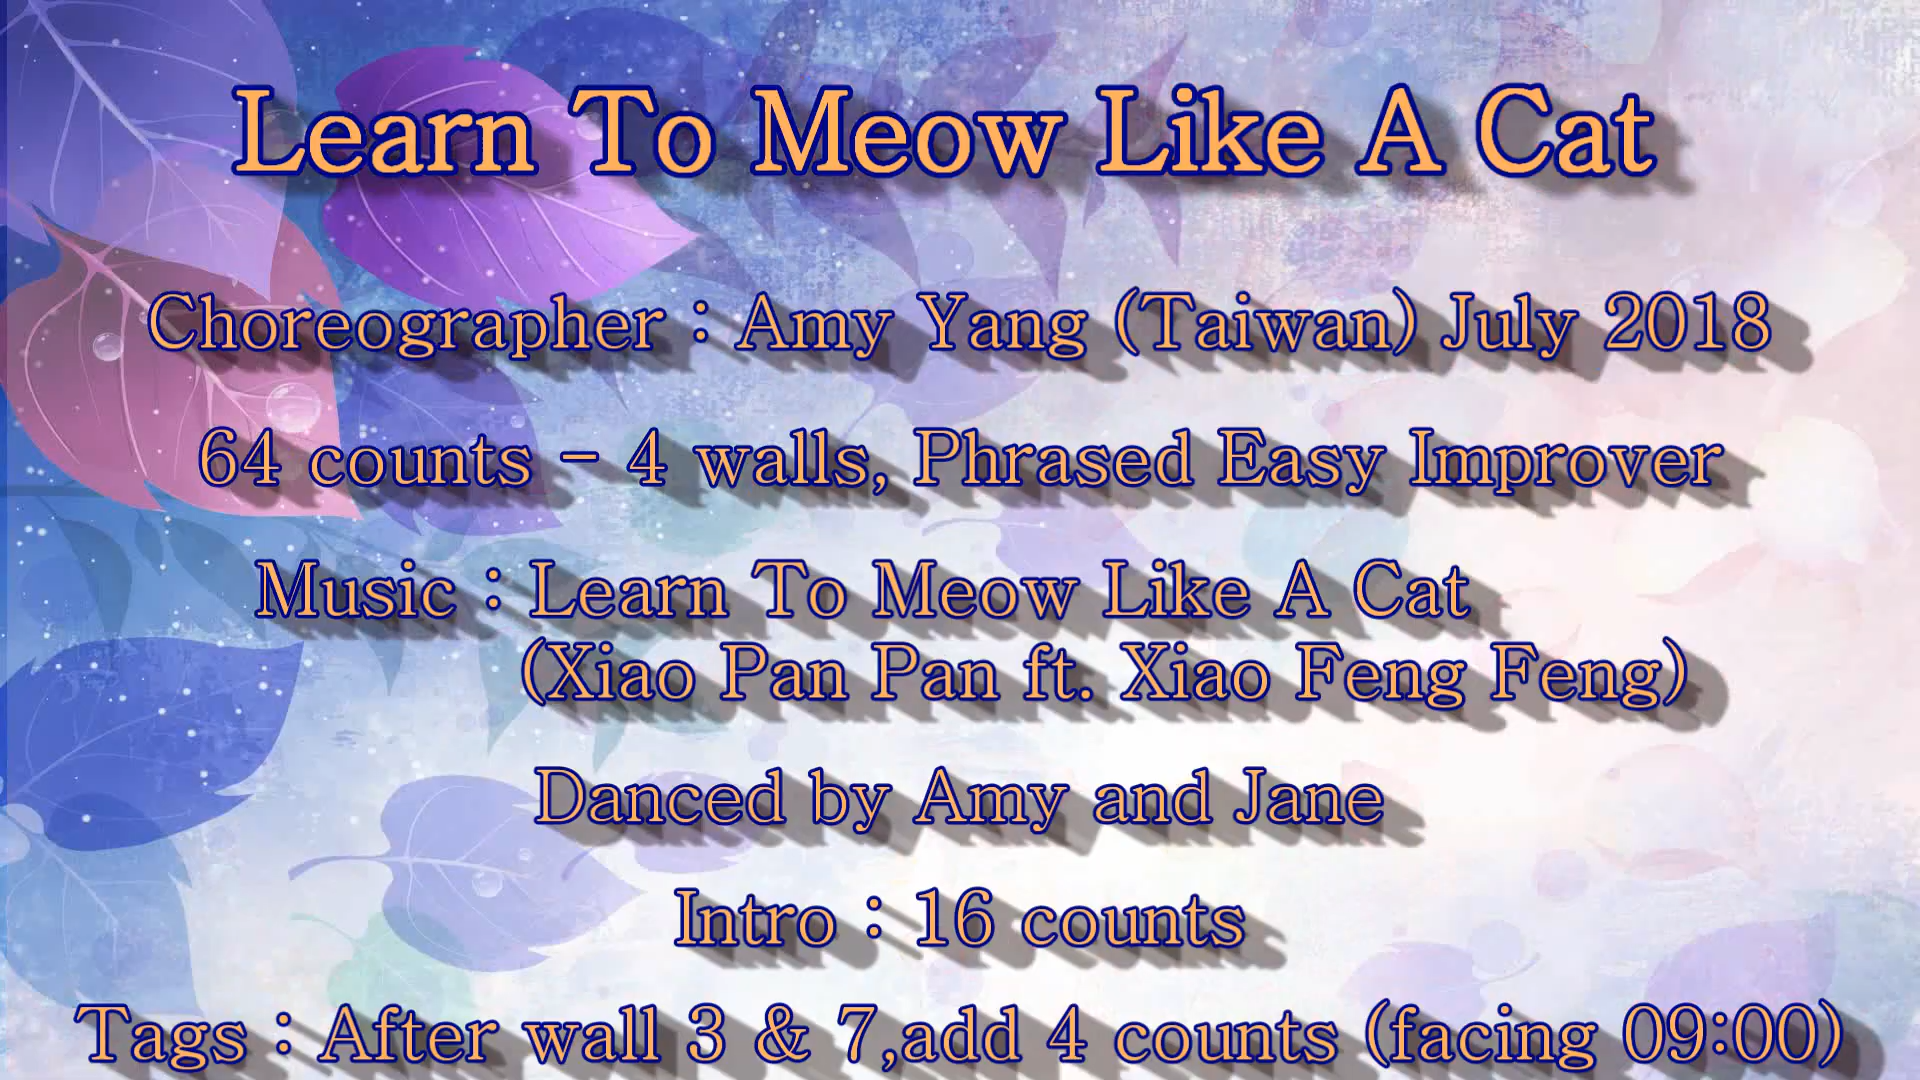 Learn To Meow Like A Cat
Choreographer : Amy Yang (Taiwan) July 2018
64 counts - 4 walls, Phrased Easy Improver
Music : Learn To Meow Like A Cat
(Xiao Pan Pan ft. Xiao Feng Feng)
Danced by Amy and Jane
Intro : 16 counts
Tags : After wall 3 & 7,add 4 counts (facing 09:00)